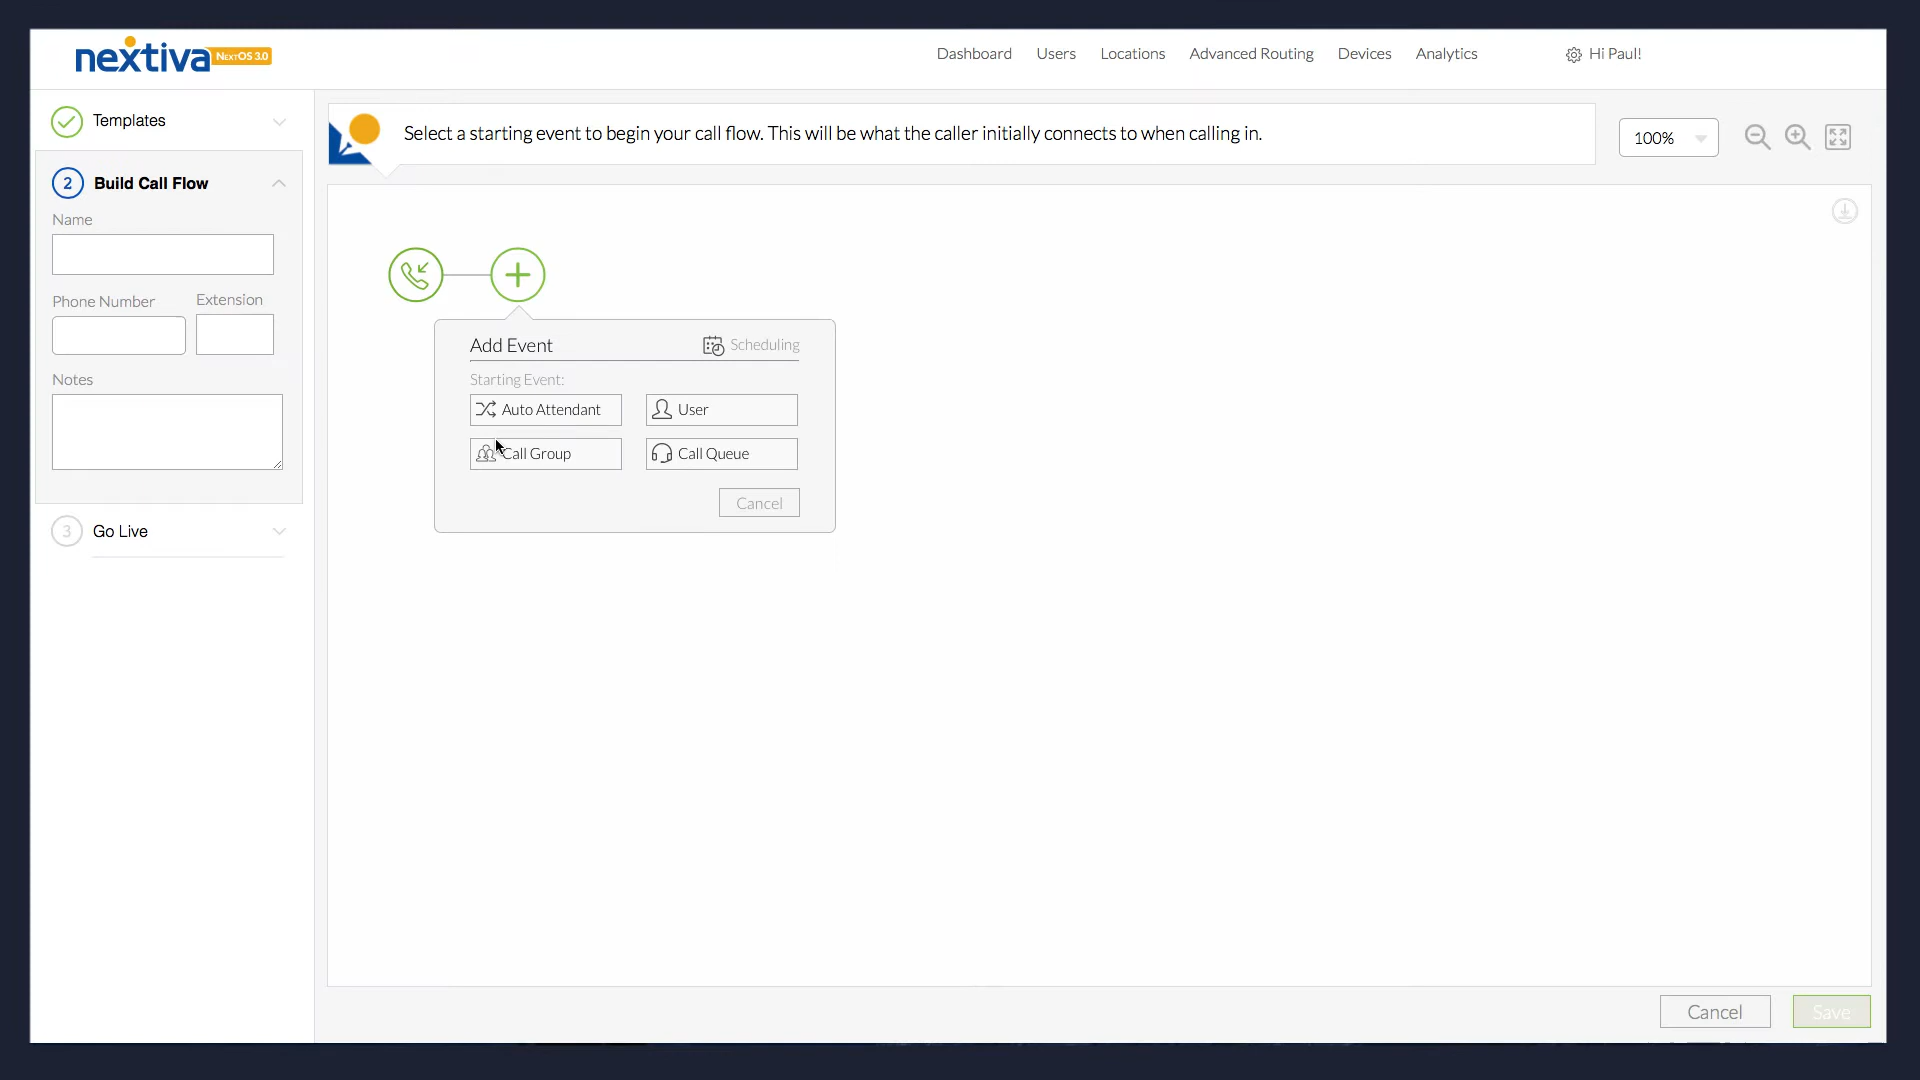 nextiva NEXTOS 3.0
Dashboard Users Locations Advanced Routing Devices Analytics Hi Paul!
Templates
2 Build Call Flow
Name
Phone Number Extension
Notes
3 Go Live
Select a starting event to begin your call flow. This will be what the caller initially connects to when calling in.
100%
Add Event Scheduling
Starting Event:
Auto Attendant User
Call Group Call Queue
Cancel
Cancel Save